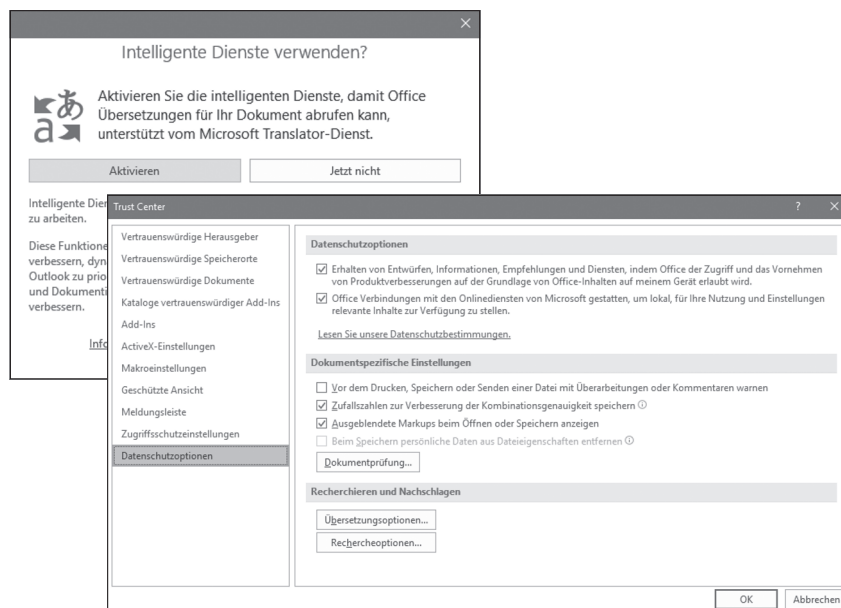 Intelligente Dienste verwenden?
あ
a
Aktivieren Sie die intelligenten Dienste, damit Office
Übersetzungen für Ihr Dokument abrufen kann,
unterstützt vom Microsoft Translator-Dienst.
Aktivieren
Jetzt nicht
Intelligente
zu arbeiten.
Diese
verbessern,
Outlook zu
und
verbessern.
Trust Center
?
Vertrauenswürdige Herausgeber
Vertrauenswürdige Speicherorte
Vertrauenswürdige Dokumente
Kataloge vertrauenswürdiger Add-Ins
Add-Ins
ActiveX-Einstellungen
Makroeinstellungen
Geschützte Ansicht
Meldungsleiste
Zugriffsschutzeinstellungen
Datenschutzoptionen
Datenschutzoptionen
Erhalten von Entwürfen, Informationen, Empfehlungen und Diensten, indem Office der Zugriff und das Vornehmen
von Produktverbesserungen auf der Grundlage von Office-Inhalten auf meinem Gerät erlaubt wird.
Office Verbindungen mit den Onlinediensten von Microsoft gestatten, um lokal, für Ihre Nutzung und Einstellungen
relevante Inhalte zur Verfügung zu stellen.
Lesen Sie unsere Datenschutzbestimmungen.
Dokumentspezifische Einstellungen
Vor dem Drucken, Speichern oder Senden einer Datei mit Überarbeitungen oder Kommentaren warnen
Zufallszahlen zur Verbesserung der Kombinationsgenauigkeit speichern
Ausgeblendete Markups beim Öffnen oder Speichern anzeigen
Beim Speichern persönliche Daten aus Dateieigenschaften entfernen
Dokumentprüfung...
Recherchieren und Nachschlagen
Übersetzungsoptionen...
Rechercheoptionen...
OK
Abbrechen